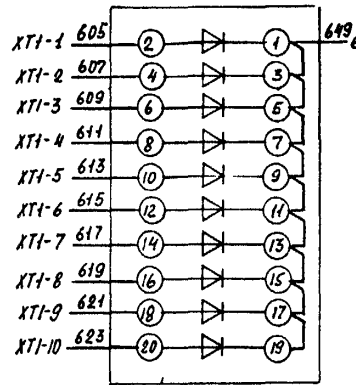 XT1-1 605 2 1 649
XT1-2 607 4 3
XT1-3 609 6 5
XT1-4 611 8 7
XT1-5 613 10 9
XT1-6 615 12 11
XT1-7 617 14 13
XT1-8 619 16 15
XT1-9 621 18 17
XT1-10 623 20 19